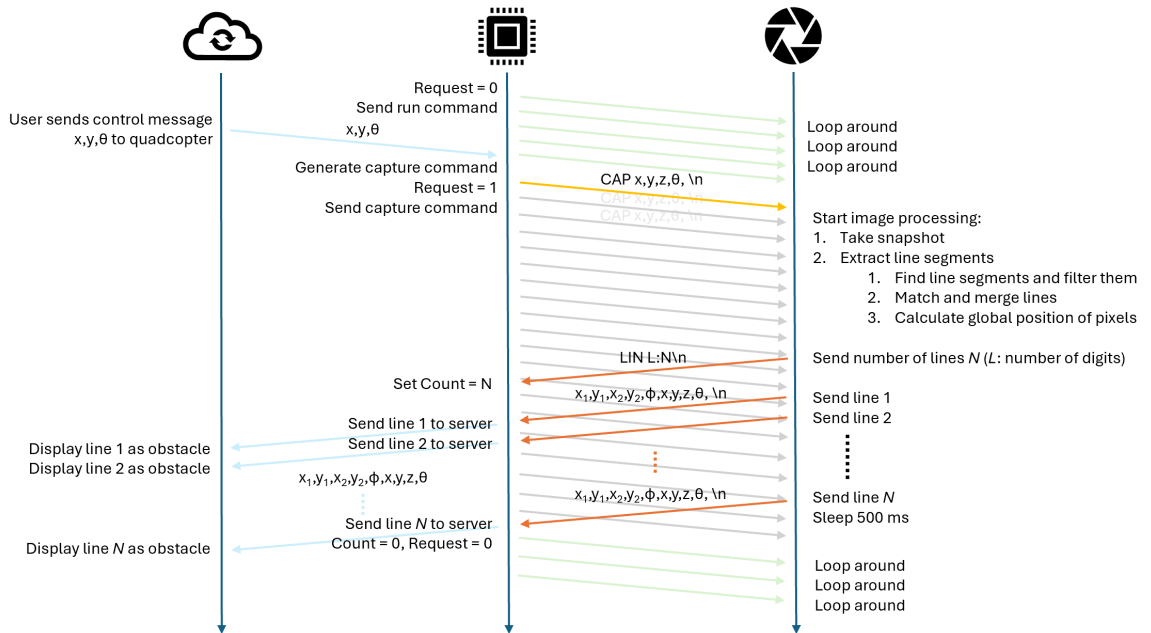 Request = 0
Send run command
User sends control message
x,y,θ to quadcopter
x,y,θ
Loop around
Loop around
Loop around
Generate capture command
Request = 1
Send capture command
CAP x,y,z,θ, \n
CAP x,y,z,θ, \n
CAP x,y,z,θ, \n
Start image processing:
1. Take snapshot
2. Extract line segments
1. Find line segments and filter them
2. Match and merge lines
3. Calculate global position of pixels
LIN L:N\n
Send number of lines N (L: number of digits)
Set Count = N
x₁,y₁,x₂,y₂,ϕ,x,y,z,θ, \n
Send line 1
Send line 2
Send line 1 to server
Send line 2 to server
Display line 1 as obstacle
Display line 2 as obstacle
x₁,y₁,x₂,y₂,ϕ,x,y,z,θ
x₁,y₁,x₂,y₂,ϕ,x,y,z,θ, \n
Send line N
Sleep 500 ms
Send line N to server
Count = 0, Request = 0
Display line N as obstacle
Loop around
Loop around
Loop around